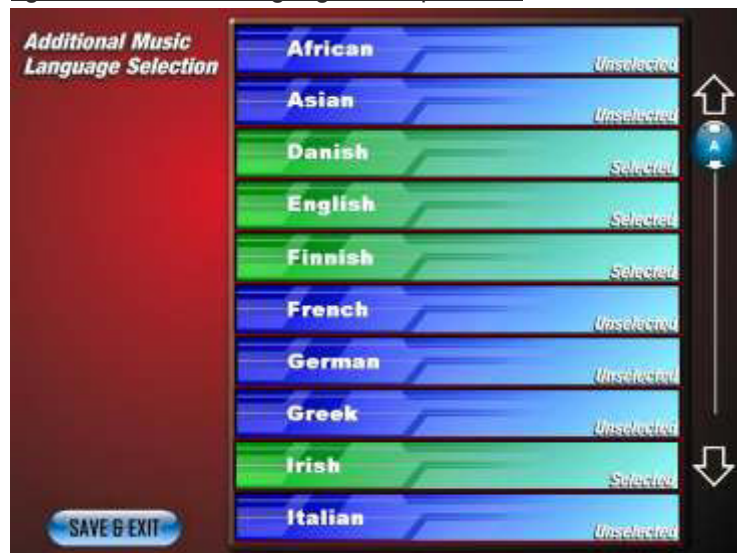 Additional Music
Language Selection
African
Unselected
Asian
Unselected
Danish
Selected
English
Selected
Finnish
Selected
French
Unselected
German
Unselected
Greek
Unselected
Irish
Selected
Italian
Unselected
A
SAVE & EXIT